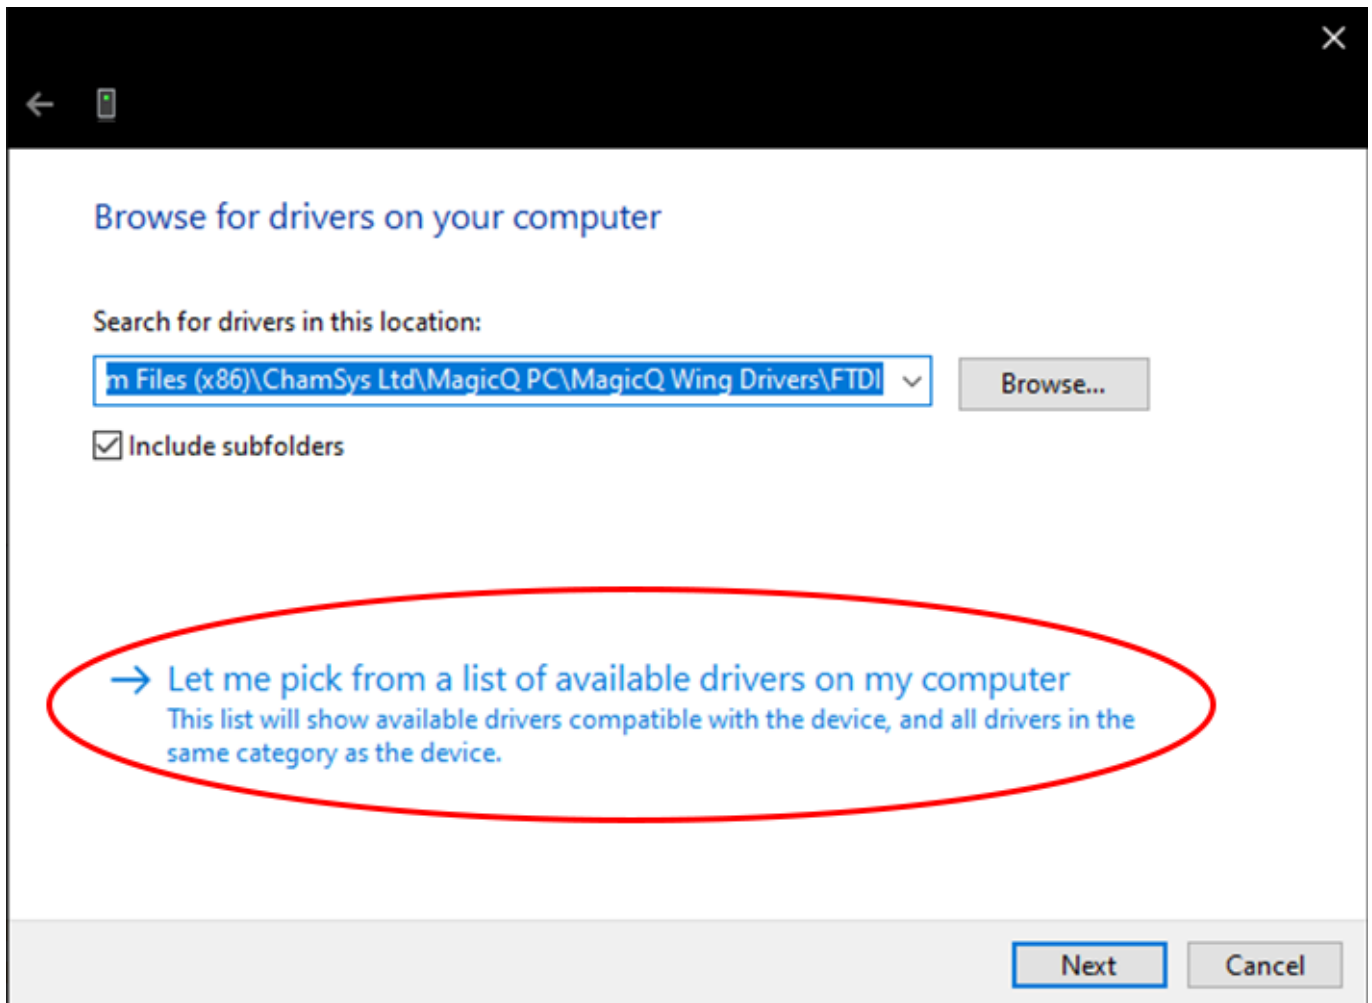 Browse for drivers on your computer
Search for drivers in this location:
m Files (x86)\ChamSys Ltd\MagicQ PC\MagicQ Wing Drivers\FTDI
Browse...
Include subfolders
Let me pick from a list of available drivers on my computer
This list will show available drivers compatible with the device, and all drivers in the
same category as the device.
Next
Cancel